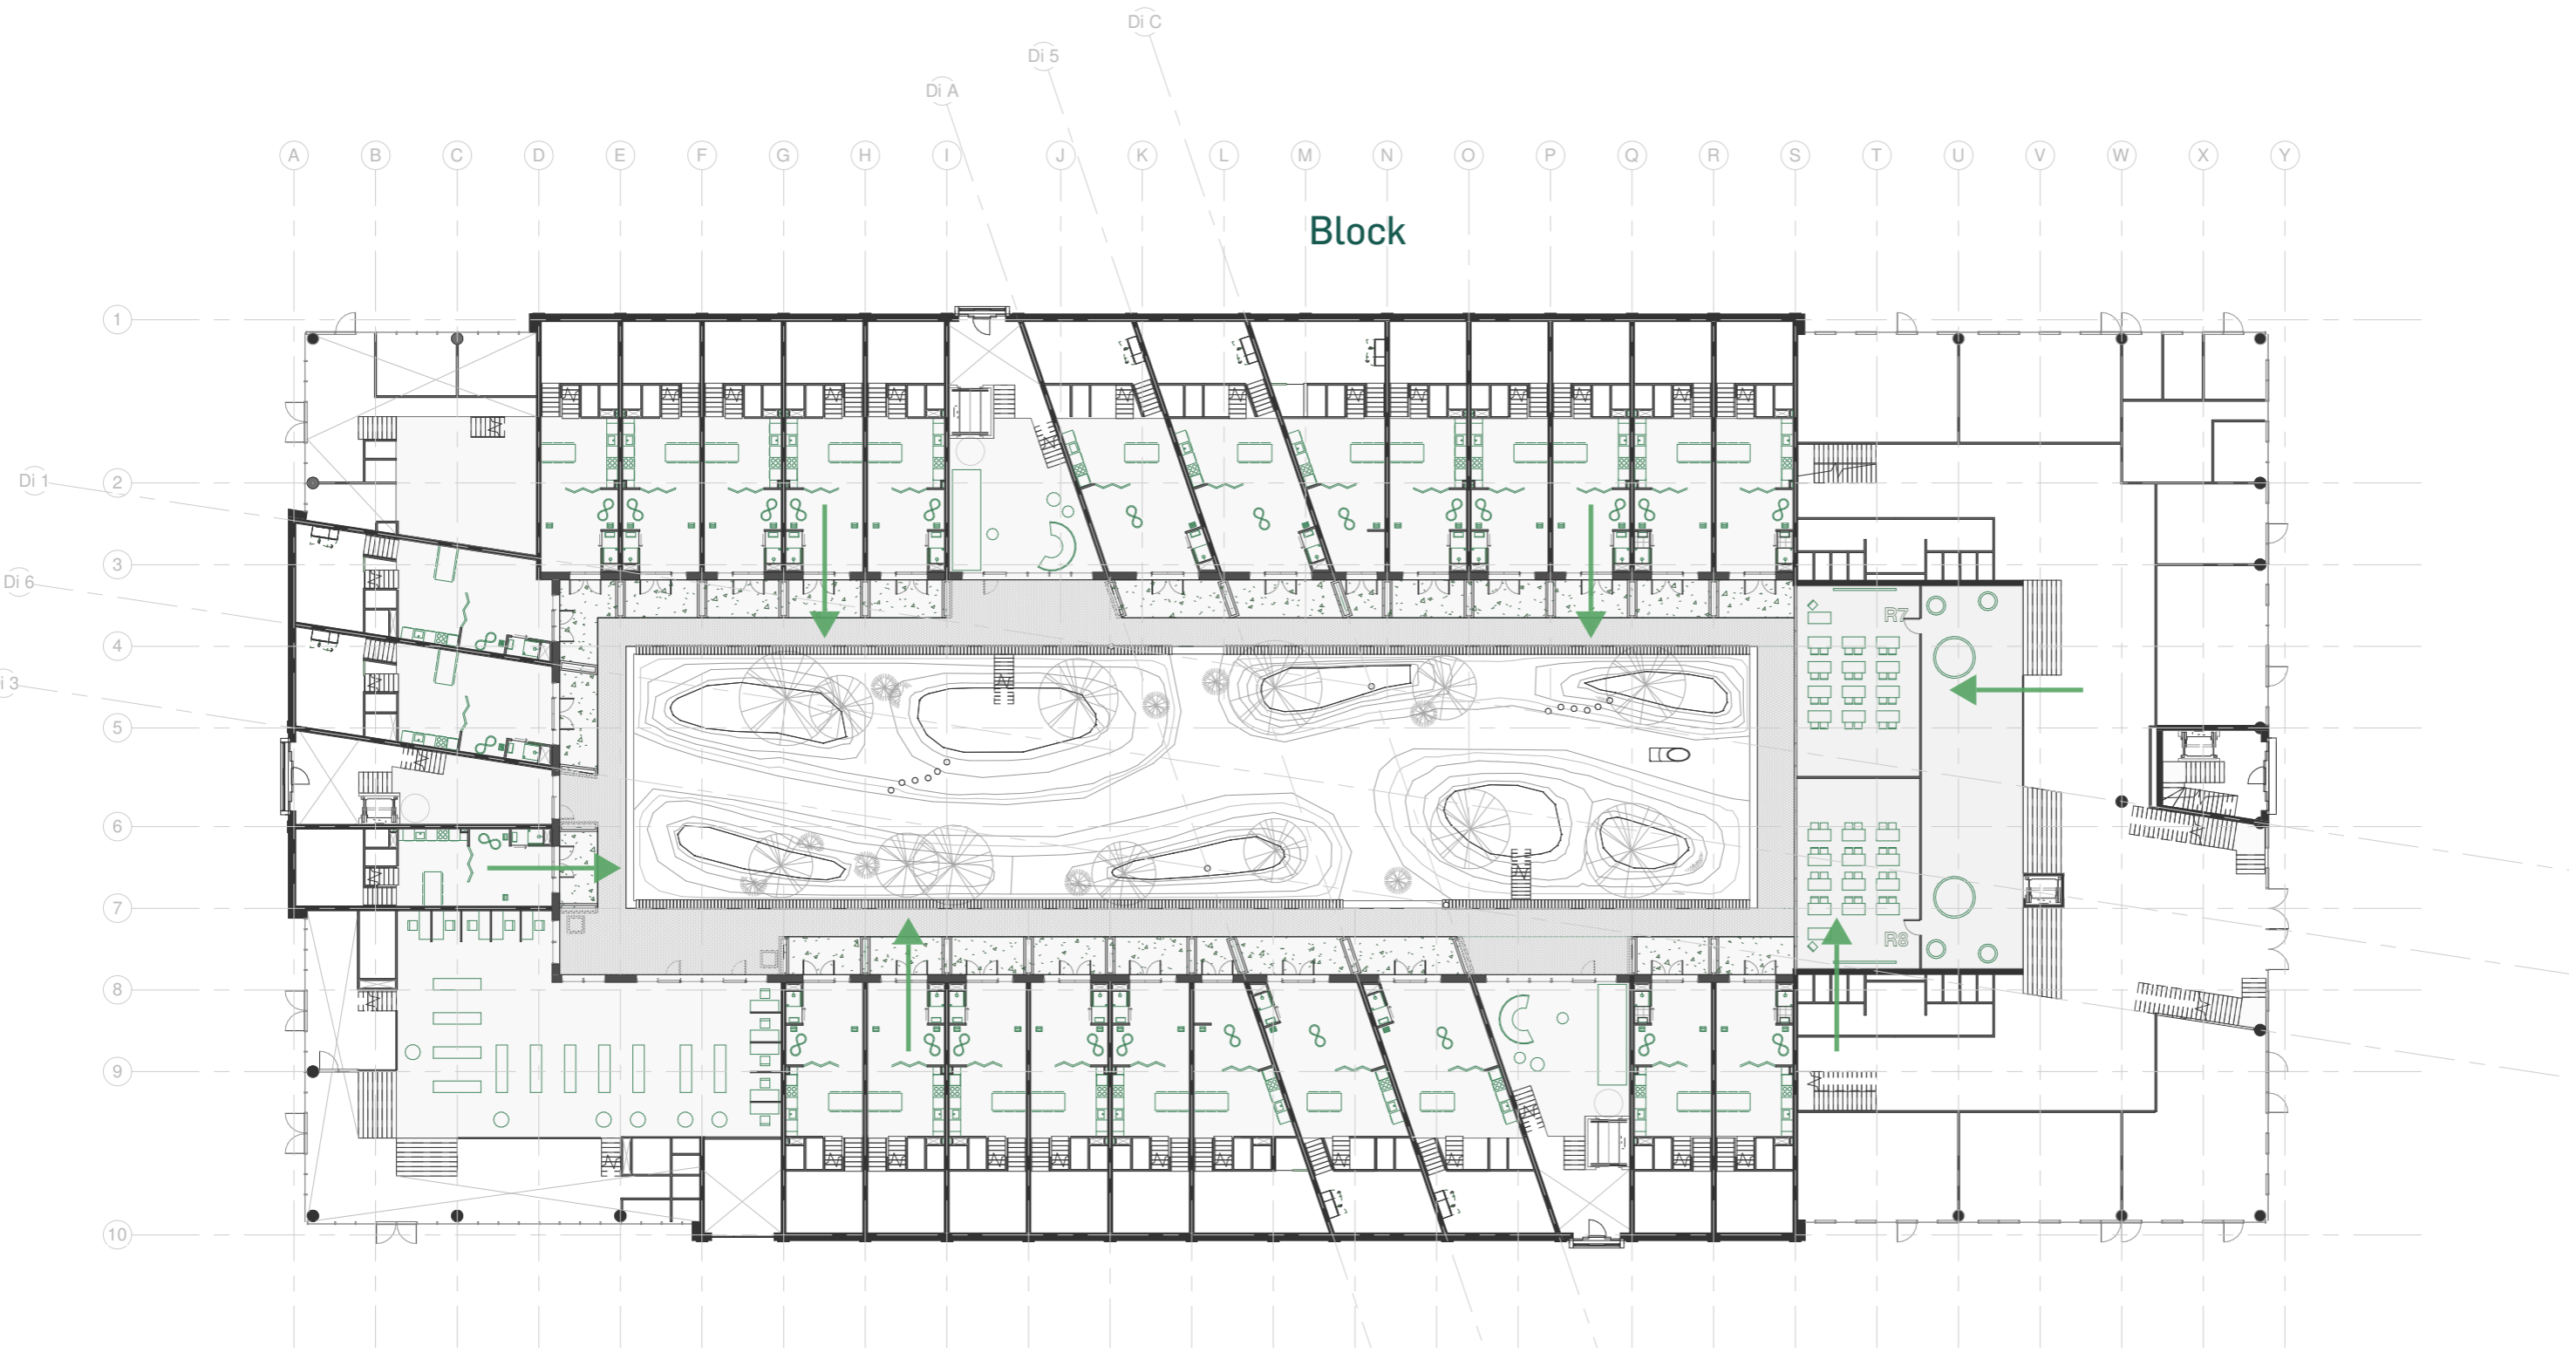 Di C
Di 5
Di A
A B C D E F G H I J K L M N O P Q R S T U V W X Y
Block
1
2
Di 1
3
Di 6
R7
4
i 3
5
6
7
R8
8
9
10